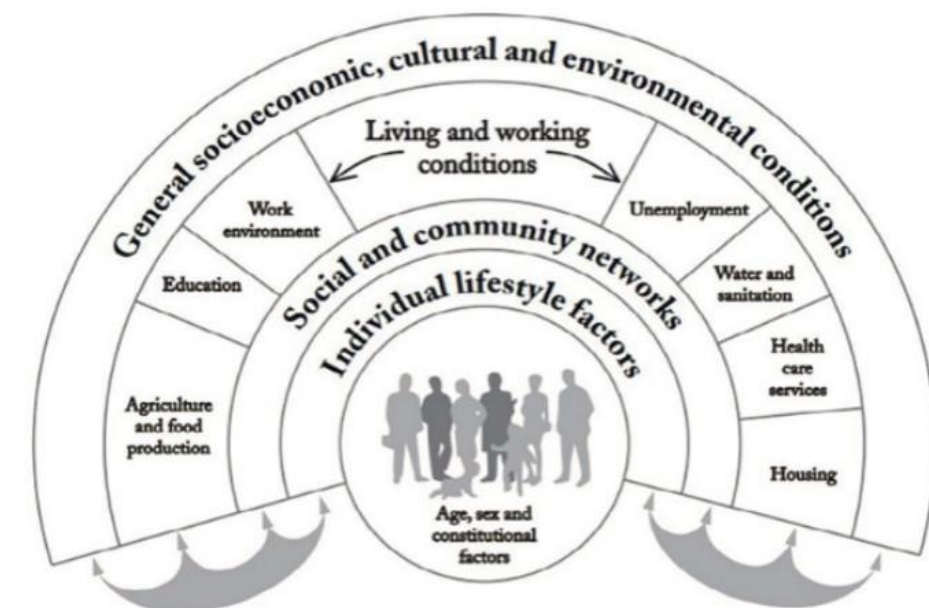 General socioeconomic, cultural and environmental conditions
Living and working
conditions
Work
environment
Unemployment
Education
Water and
sanitation
Agriculture
and food
production
Health
care
services
Housing
Social and community networks
Individual lifestyle factors
Age, sex and
constitutional
factors